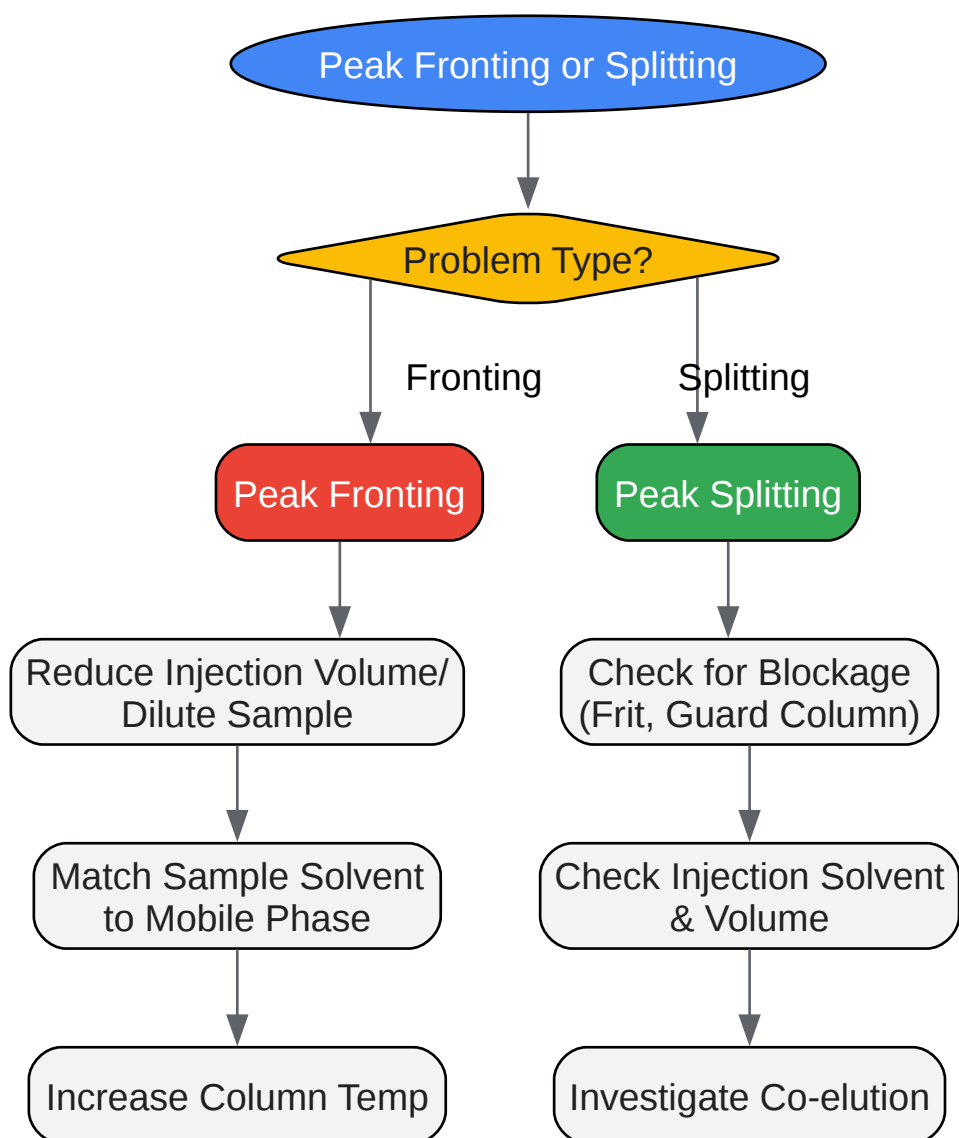 Peak Fronting or Splitting
Problem Type?
Fronting
Splitting
Peak Fronting
Peak Splitting
Reduce Injection Volume/
Dilute Sample
Check for Blockage
(Frit, Guard Column)
Match Sample Solvent
to Mobile Phase
Check Injection Solvent
& Volume
Increase Column Temp
Investigate Co-elution